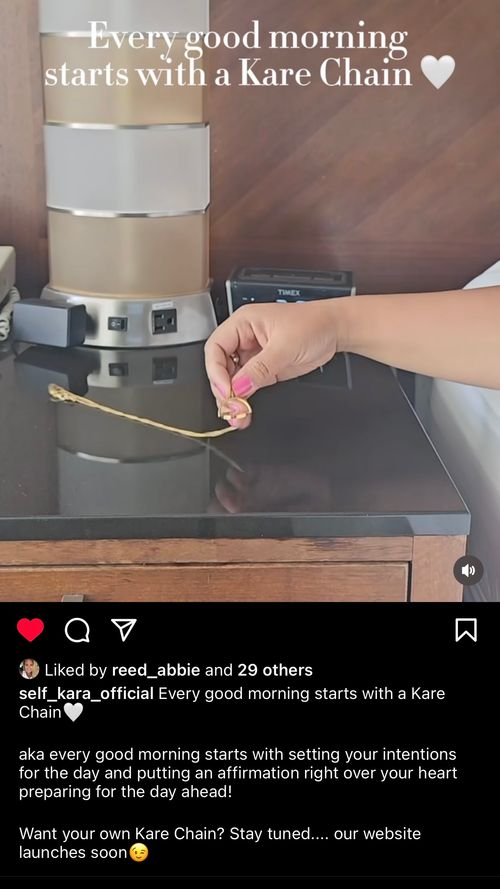 Every good morning
starts with a Kare Chain 🤍
TIMEX
Liked by reed_abbie and 29 others
self_kara_official Every good morning starts with a Kare
Chain🤍
aka every good morning starts with setting your intentions
for the day and putting an affirmation right over your heart
preparing for the day ahead!
Want your own Kare Chain? Stay tuned.... our website
launches soon😉